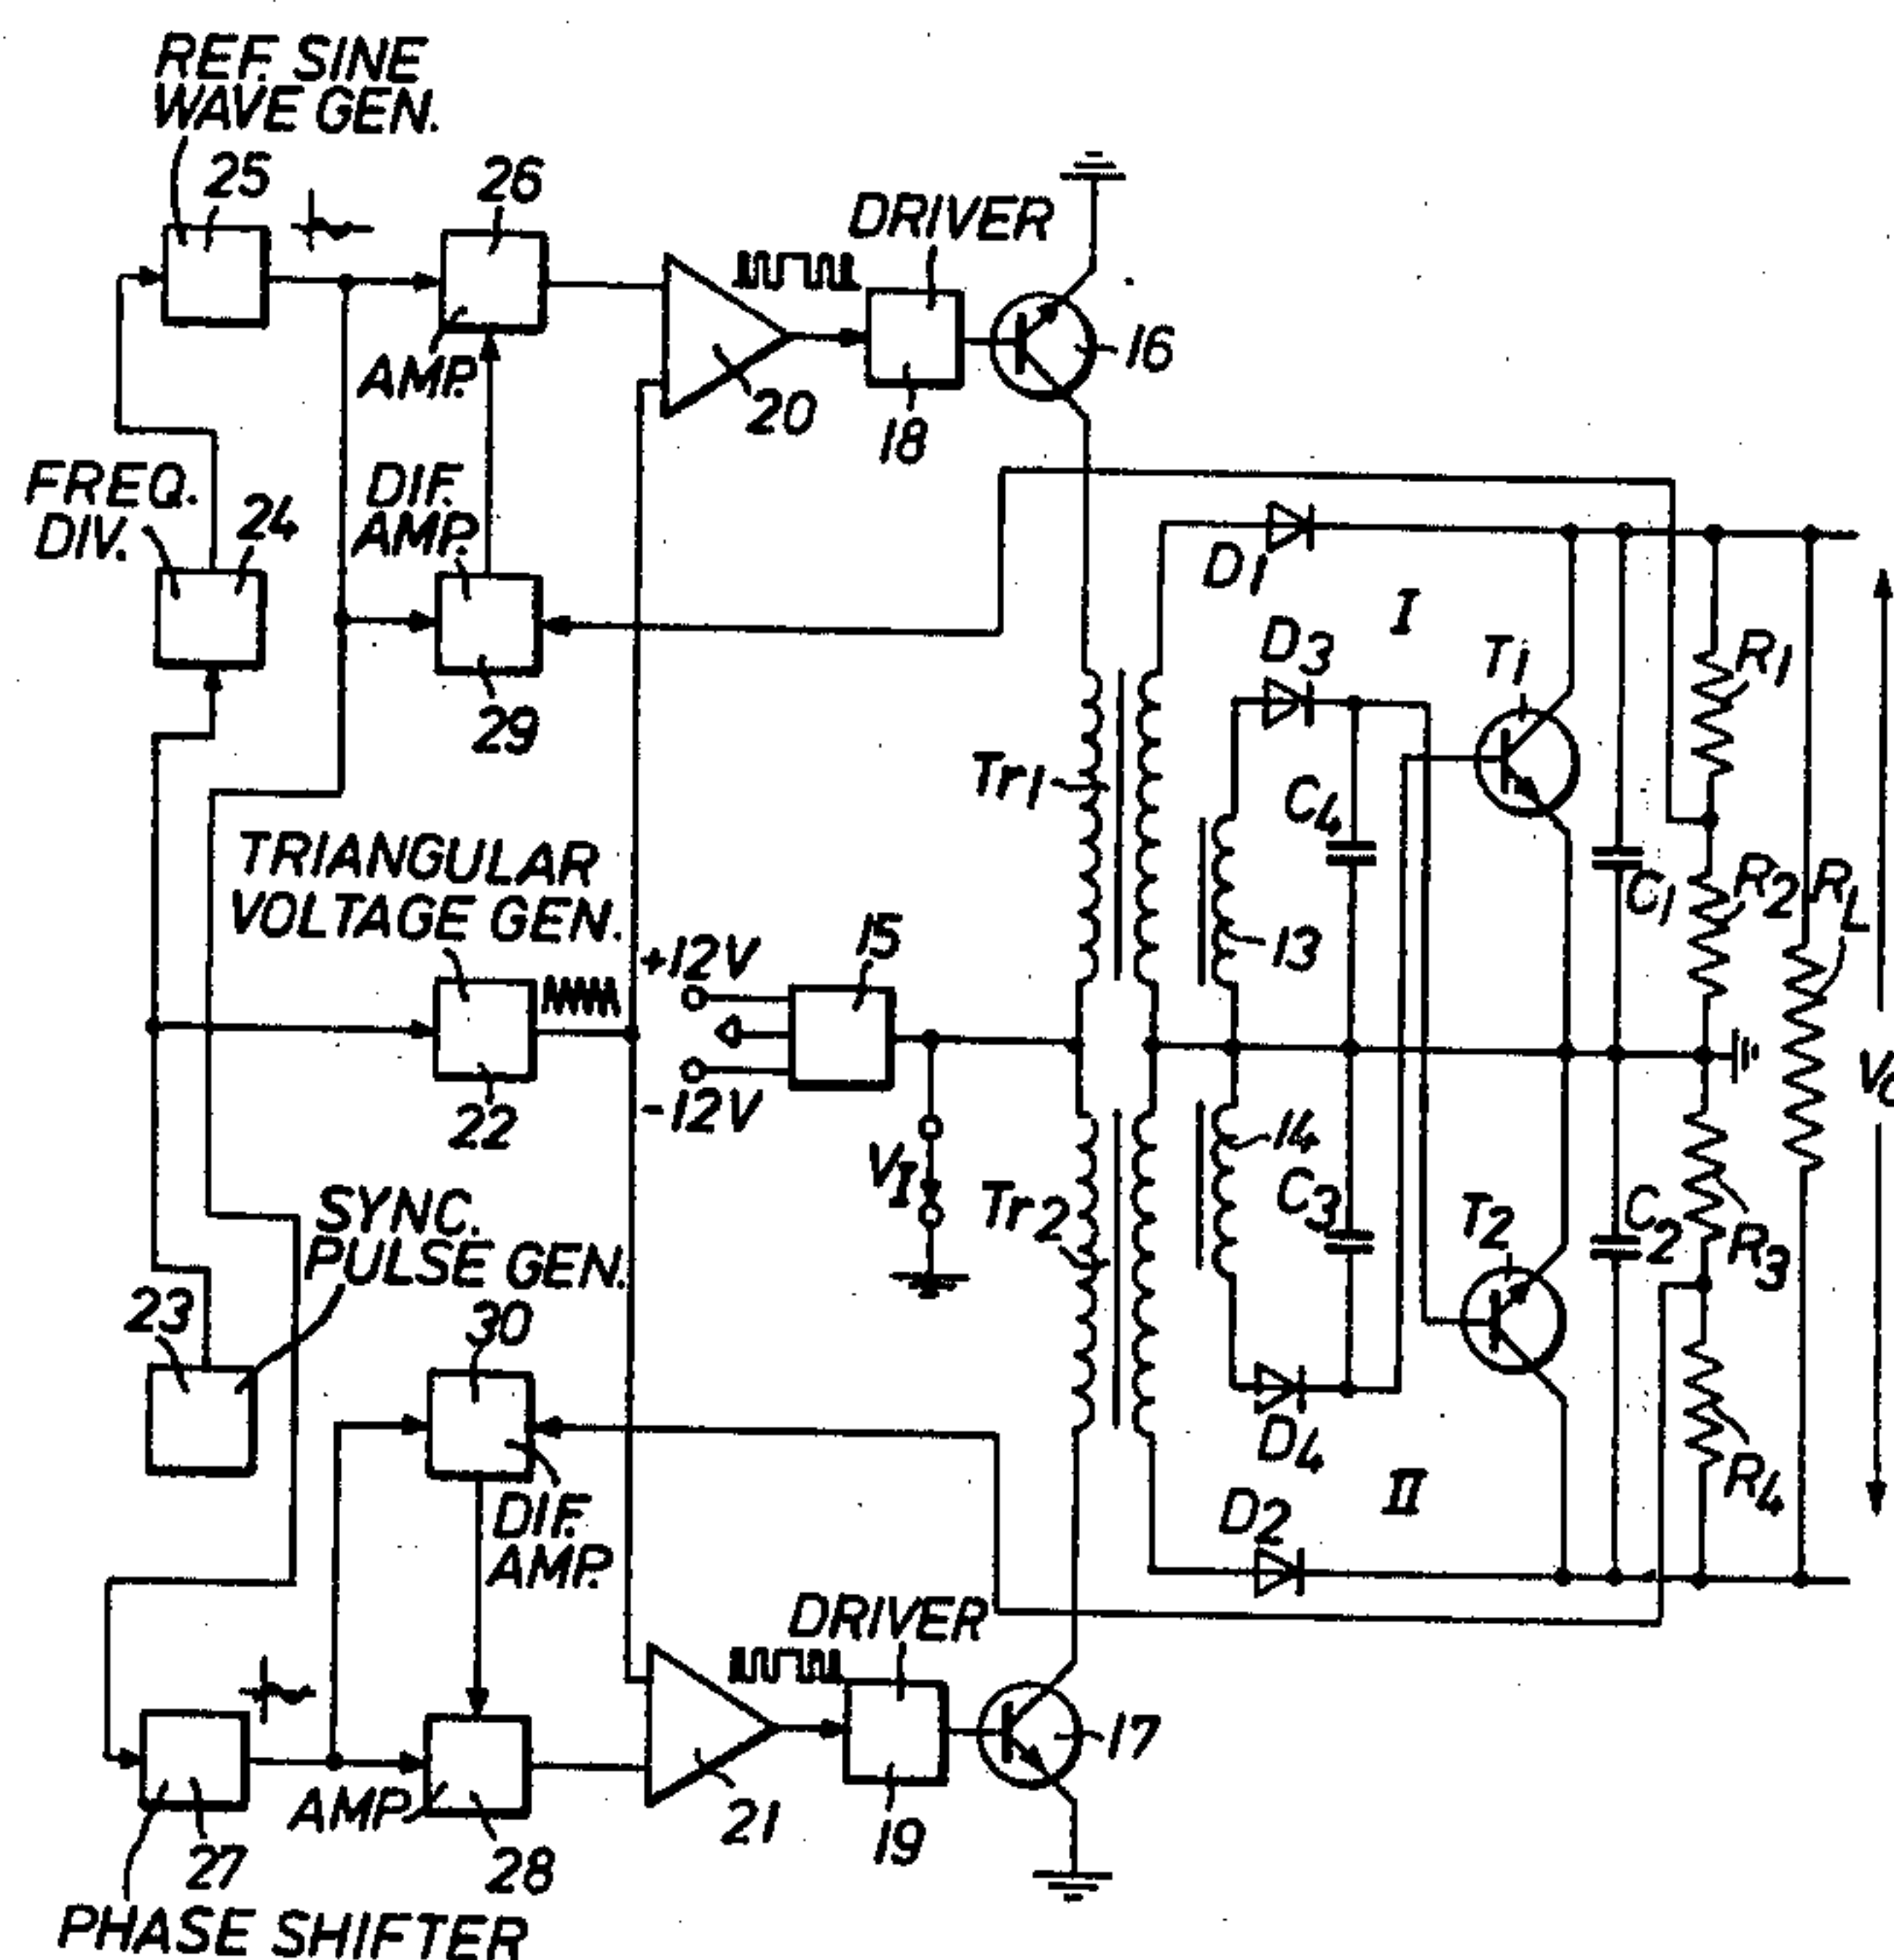 REF. SINE
WAVE GEN.
25
26
DRIVER
AMP.
20
18
16
FREQ.
DIV.
24
DIF.
AMP.
29
D1
I
D3
T1
R1
Tr1
C4
C1
R2
RL
TRIANGULAR
VOLTAGE GEN.
22
+12V
-12V
15
13
14
VI
Tr2
C3
T2
C2
R3
SYNC.
PULSE GEN.
23
30
DIF.
AMP.
D4
II
R4
D2
DRIVER
AMP.
27
28
21
19
17
PHASE SHIFTER